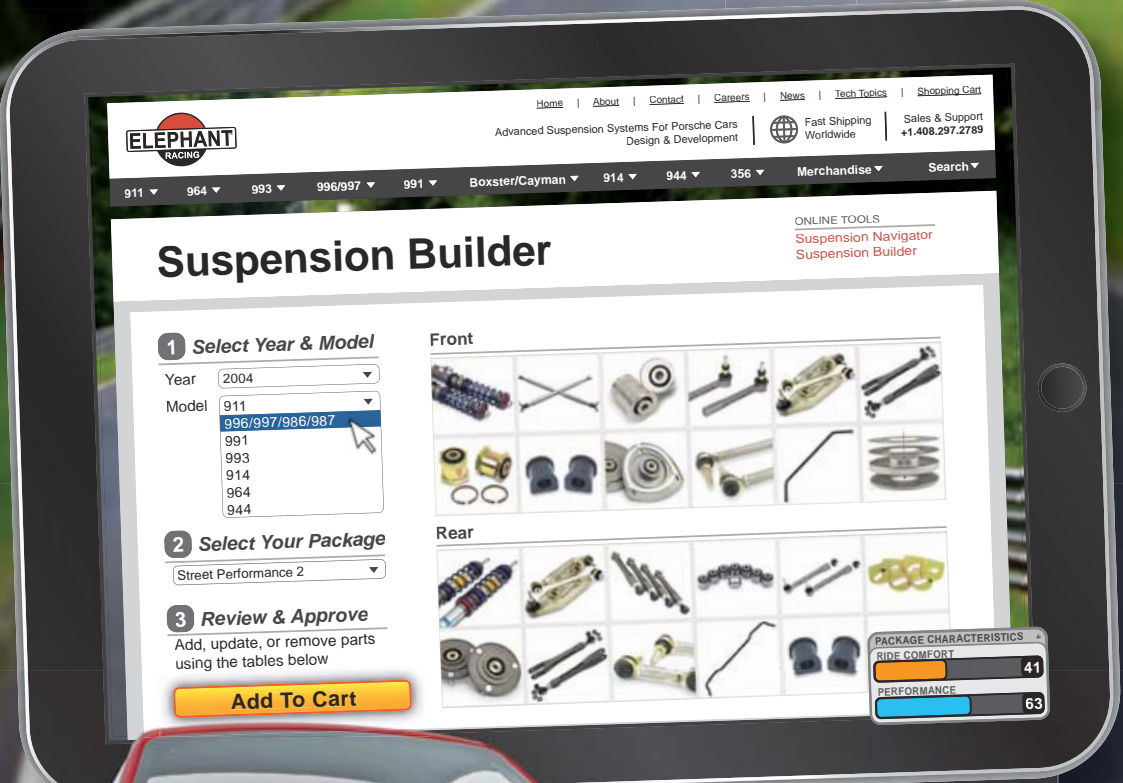 Home | About | Contact | Careers | News | Tech Topics | Shopping Cart
ELEPHANT
RACING
Advanced Suspension Systems For Porsche Cars
Design & Development
Fast Shipping
Worldwide
Sales & Support
+1.408.297.2789
911 964 993 996/997 991 Boxster/Cayman 914 944 356 Merchandise Search
Suspension Builder
ONLINE TOOLS
Suspension Navigator
Suspension Builder
1 Select Year & Model
Year 2004
Model 911
996/997/986/987
991
993
914
964
944
2 Select Your Package
Street Performance 2
3 Review & Approve
Add, update, or remove parts
using the tables below
Add To Cart
Front
Rear
PACKAGE CHARACTERISTICS +
RIDE COMFORT
41
PERFORMANCE
63